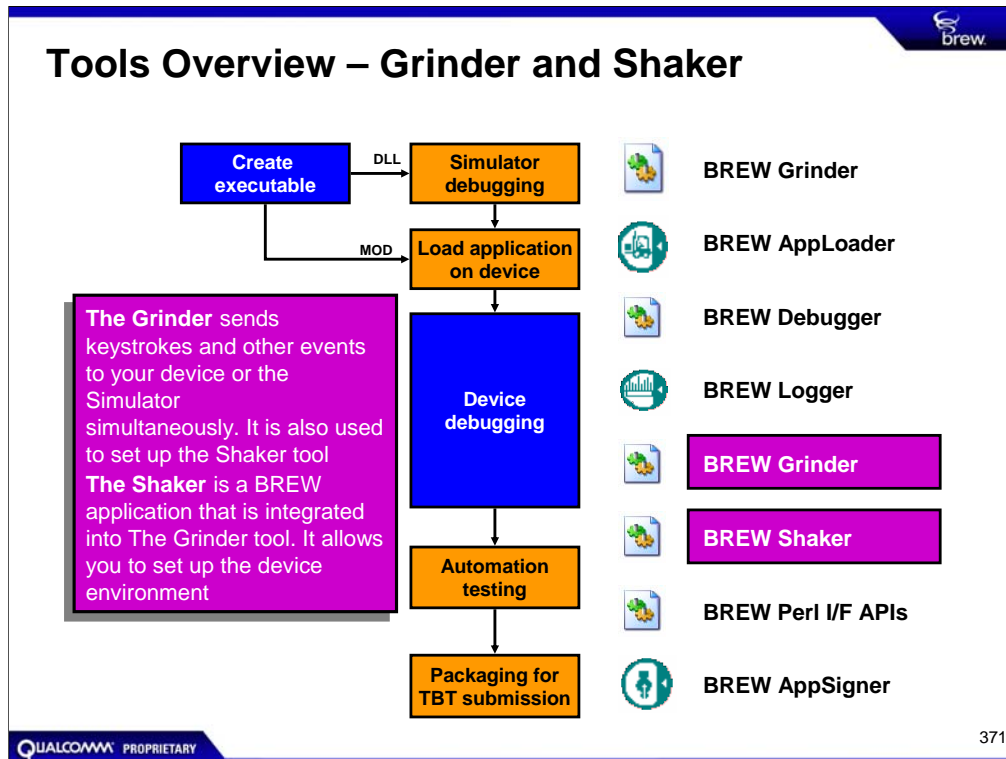 brew.
Tools Overview – Grinder and Shaker
Create
executable
DLL
Simulator
debugging
BREW Grinder
MOD
Load application
on device
BREW AppLoader
The Grinder sends
keystrokes and other events
to your device or the
Simulator
simultaneously. It is also used
to set up the Shaker tool
The Shaker is a BREW
application that is integrated
into The Grinder tool. It allows
you to set up the device
environment
Device
debugging
BREW Debugger
BREW Logger
BREW Grinder
BREW Shaker
Automation
testing
BREW Perl I/F APIs
Packaging for
TBT submission
BREW AppSigner
QUALCOMM PROPRIETARY
371